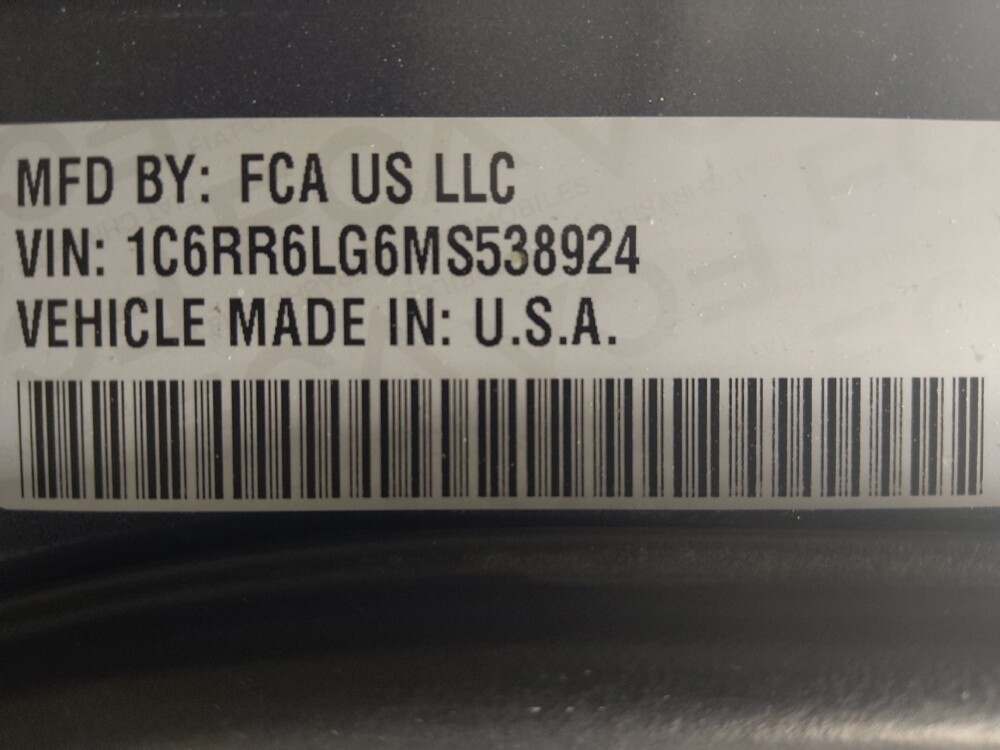 MFD BY: FCA US LLC
VIN: 1C6RR6LG6MS538924
VEHICLE MADE IN: U.S.A.